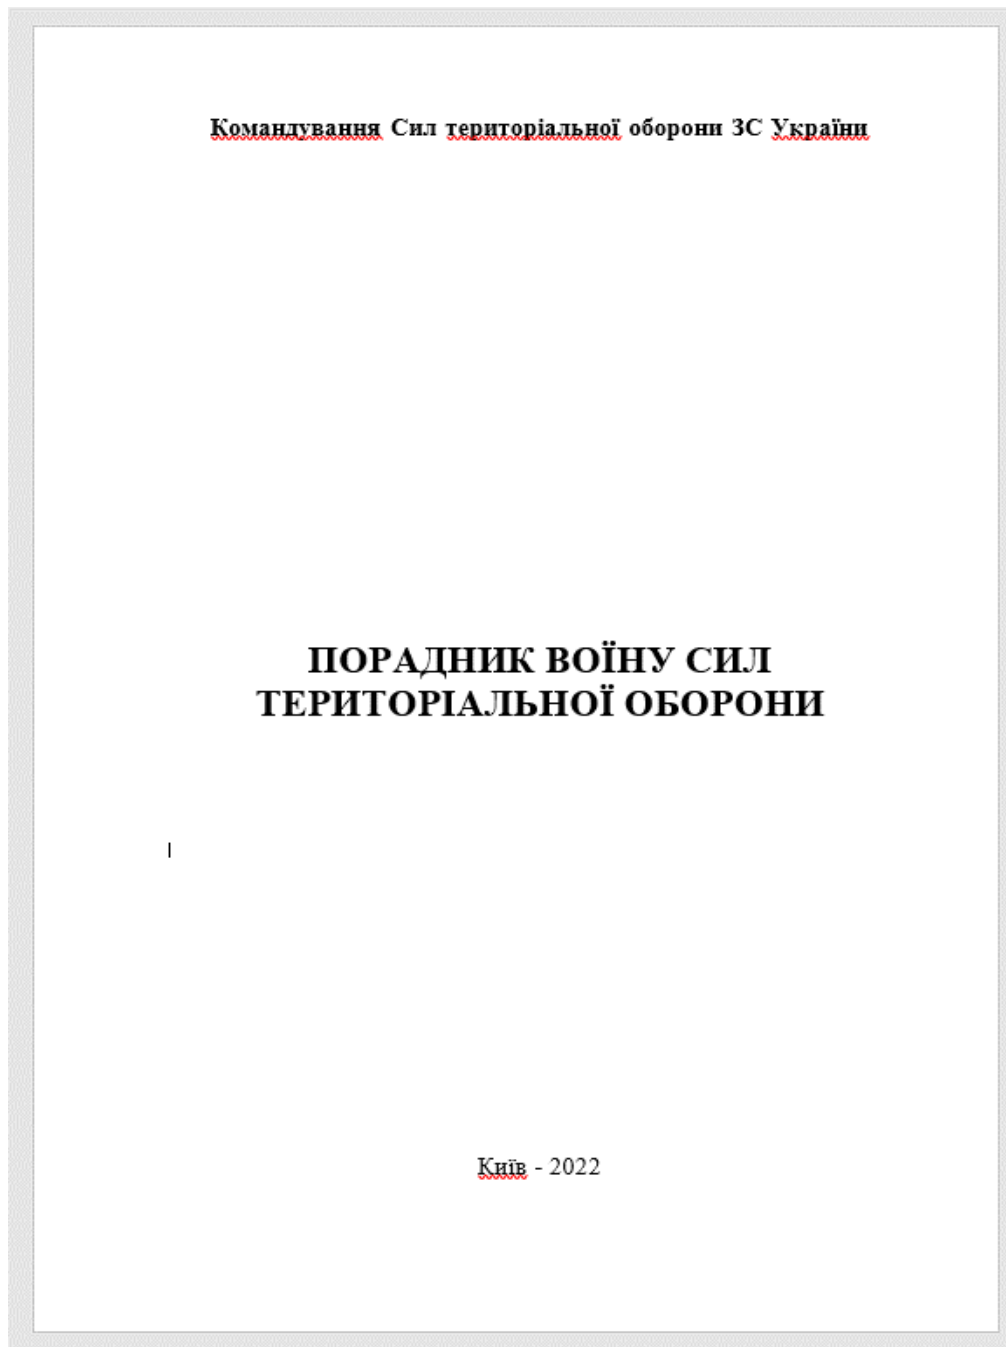 Командування Сил територіальної оборони ЗС України
ПОРАДНИК ВОЇНУ СИЛ
ТЕРИТОРІАЛЬНОЇ ОБОРОНИ
Київ - 2022